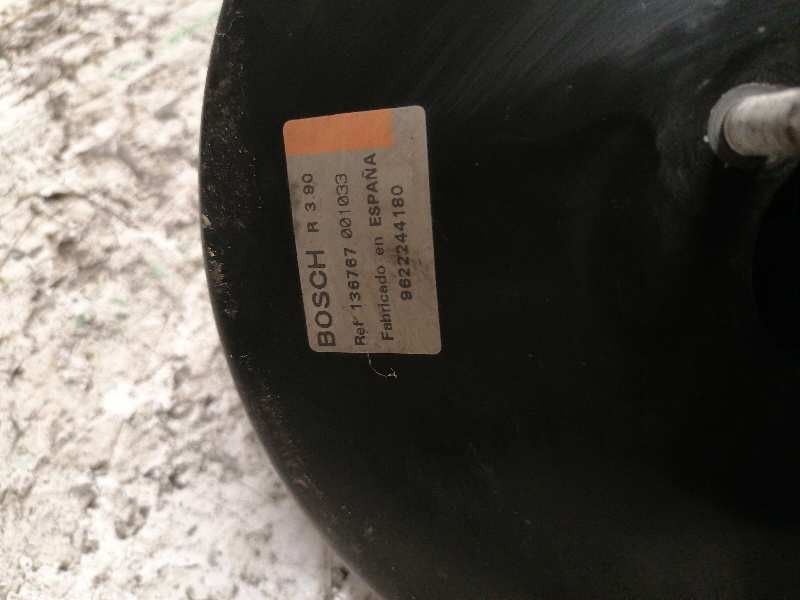 BOSCH R 3.90
Ref 136767 001033
Fabricado en ESPAÑA
9622244180